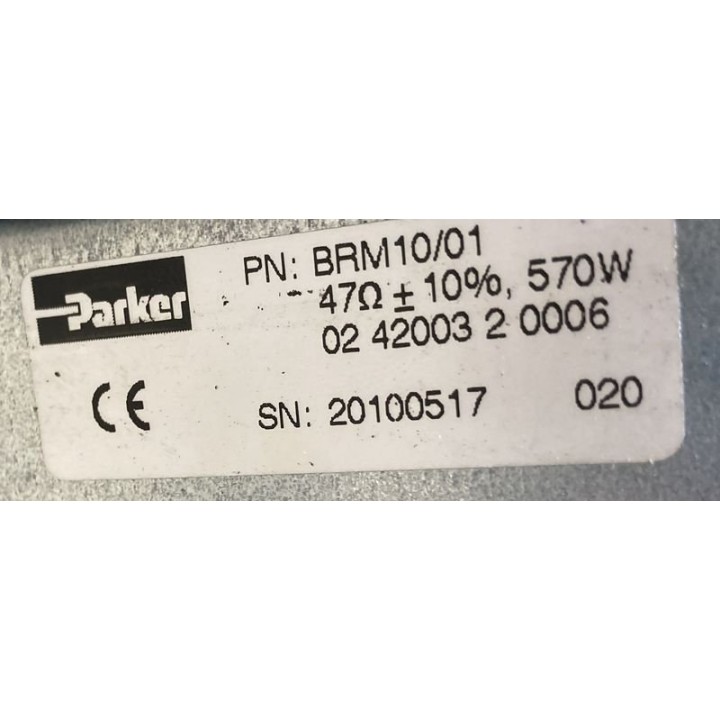 Parker
PN: BRM10/01
47Ω ± 10%, 570W
02 42003 2 0006
CE
SN: 20100517 020